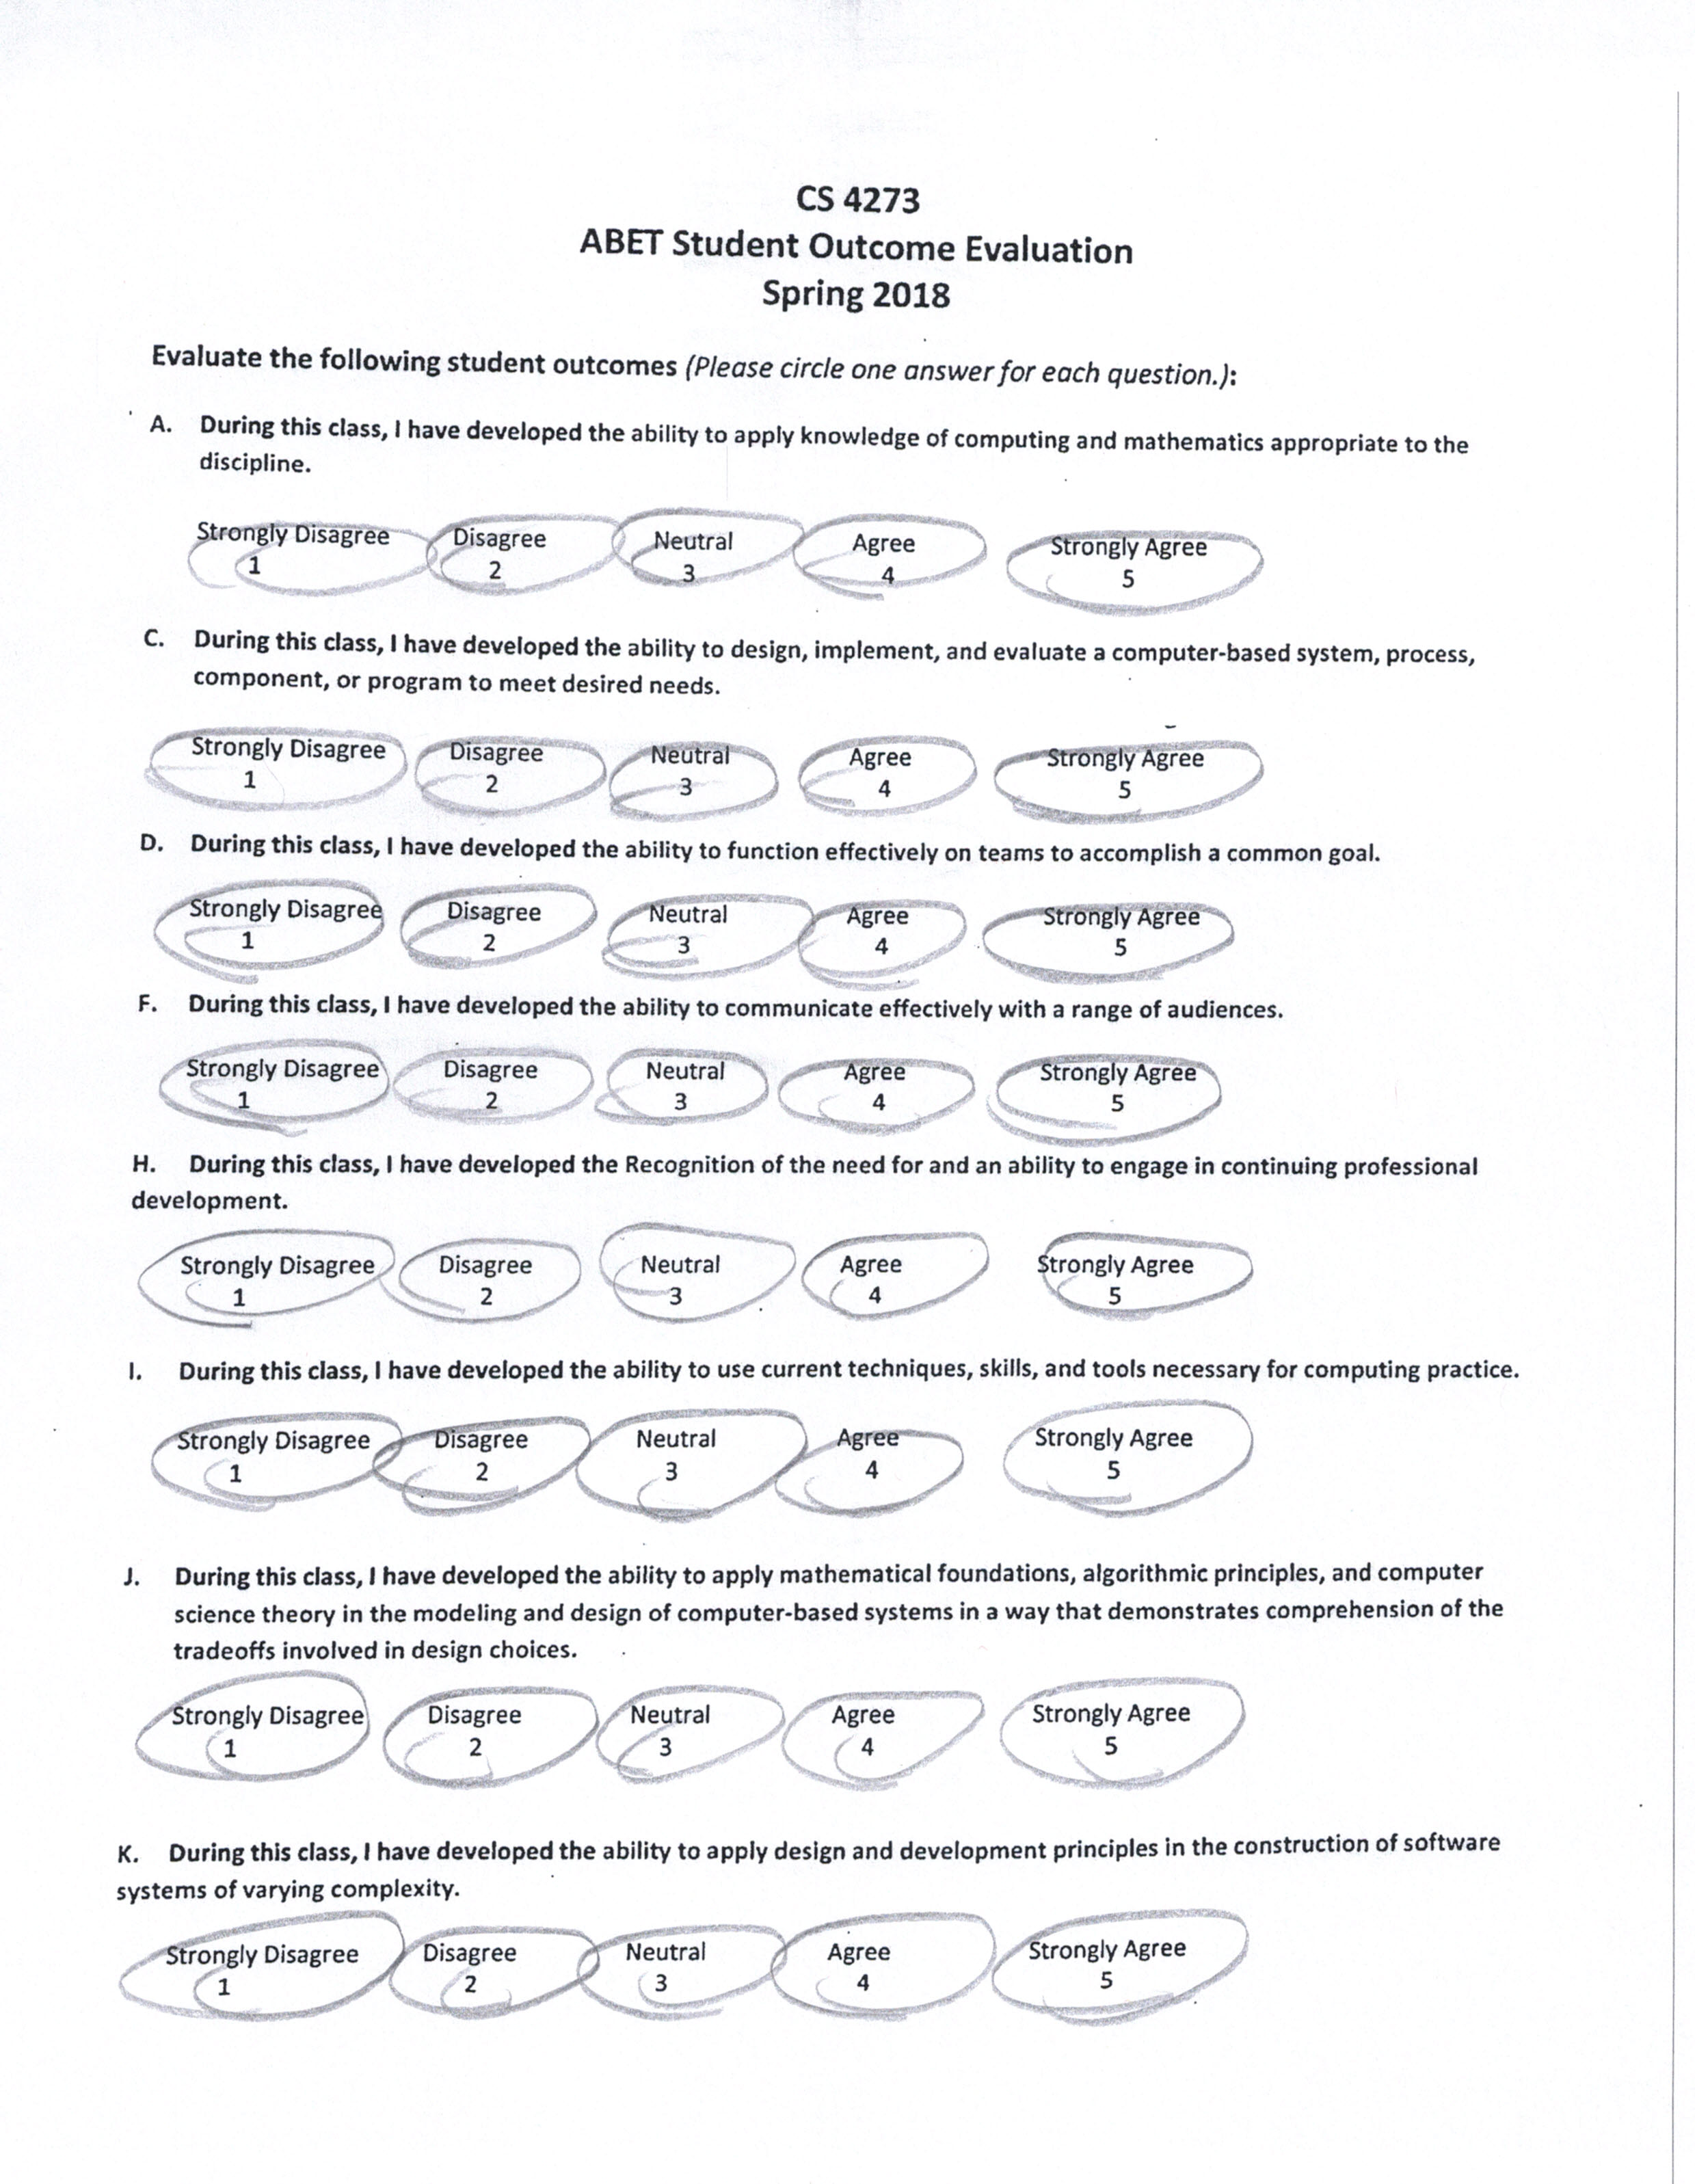 CS 4273
ABET Student Outcome Evaluation
Spring 2018
Evaluate the following student outcomes (Please circle one answer for each question.):
A. During this class, I have developed the ability to apply knowledge of computing and mathematics appropriate to the
discipline.
Strongly Disagree Disagree Neutral Agree Strongly Agree
1 2 3 4 5
C. During this class, I have developed the ability to design, implement, and evaluate a computer-based system, process,
component, or program to meet desired needs.
Strongly Disagree Disagree Neutral Agree Strongly Agree
1 2 3 4 5
D. During this class, I have developed the ability to function effectively on teams to accomplish a common goal.
Strongly Disagree Disagree Neutral Agree Strongly Agree
1 2 3 4 5
F. During this class, I have developed the ability to communicate effectively with a range of audiences.
Strongly Disagree Disagree Neutral Agree Strongly Agree
1 2 3 4 5
H. During this class, I have developed the Recognition of the need for and an ability to engage in continuing professional
development.
Strongly Disagree Disagree Neutral Agree Strongly Agree
1 2 3 4 5
I. During this class, I have developed the ability to use current techniques, skills, and tools necessary for computing practice.
Strongly Disagree Disagree Neutral Agree Strongly Agree
1 2 3 4 5
J. During this class, I have developed the ability to apply mathematical foundations, algorithmic principles, and computer
science theory in the modeling and design of computer-based systems in a way that demonstrates comprehension of the
tradeoffs involved in design choices.
Strongly Disagree Disagree Neutral Agree Strongly Agree
1 2 3 4 5
K. During this class, I have developed the ability to apply design and development principles in the construction of software
systems of varying complexity.
Strongly Disagree Disagree Neutral Agree Strongly Agree
1 2 3 4 5